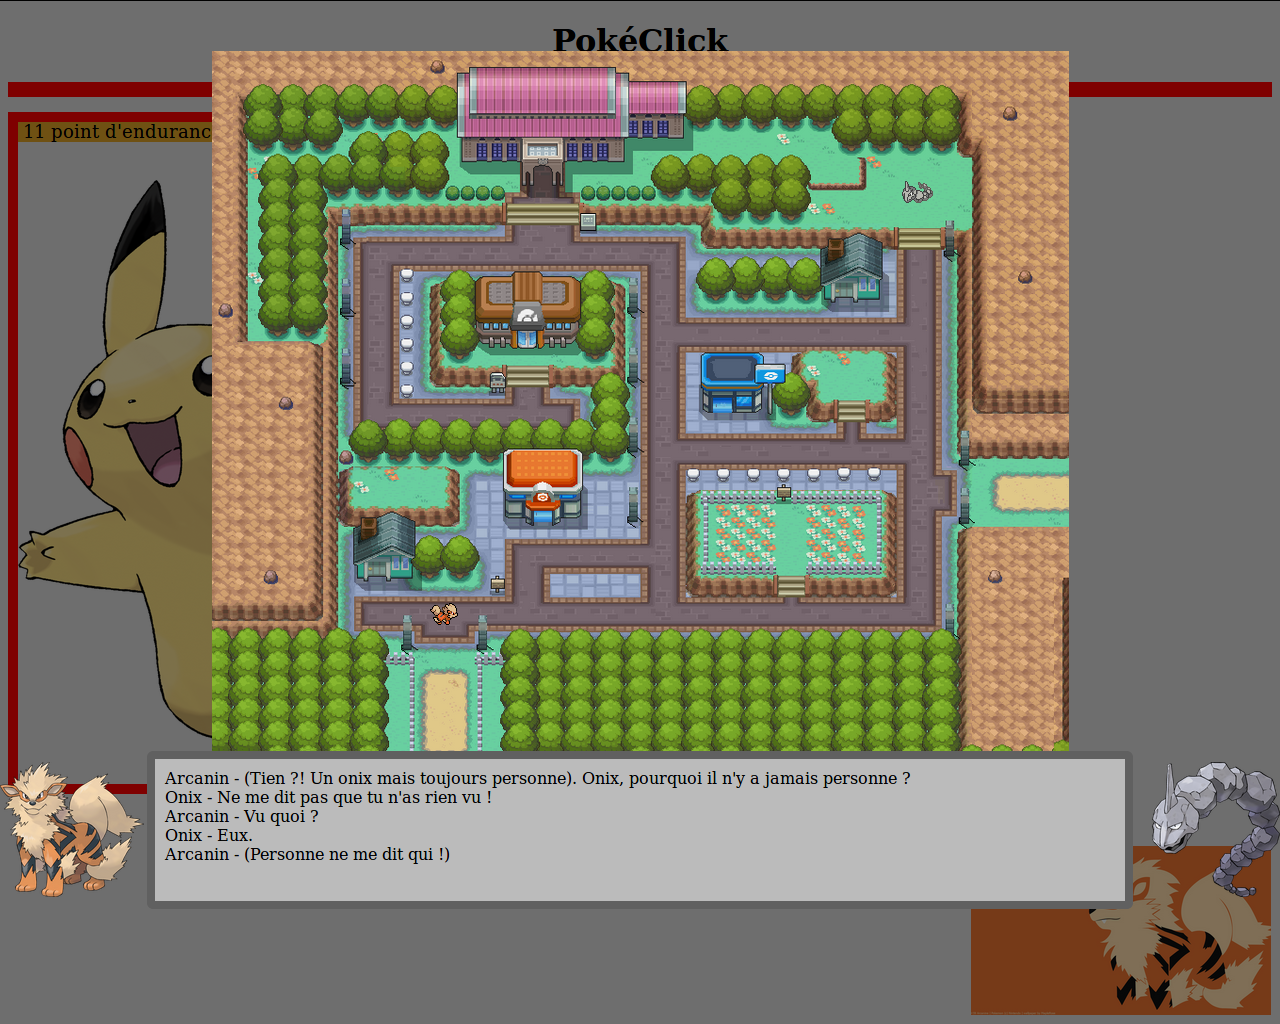 PokéClick
11 point d'enduranc
Arcanin - (Tien ?! Un onix mais toujours personne). Onix, pourquoi il n'y a jamais personne ?
Onix - Ne me dit pas que tu n'as rien vu !
Arcanin - Vu quoi ?
Onix - Eux.
Arcanin - (Personne ne me dit qui !)